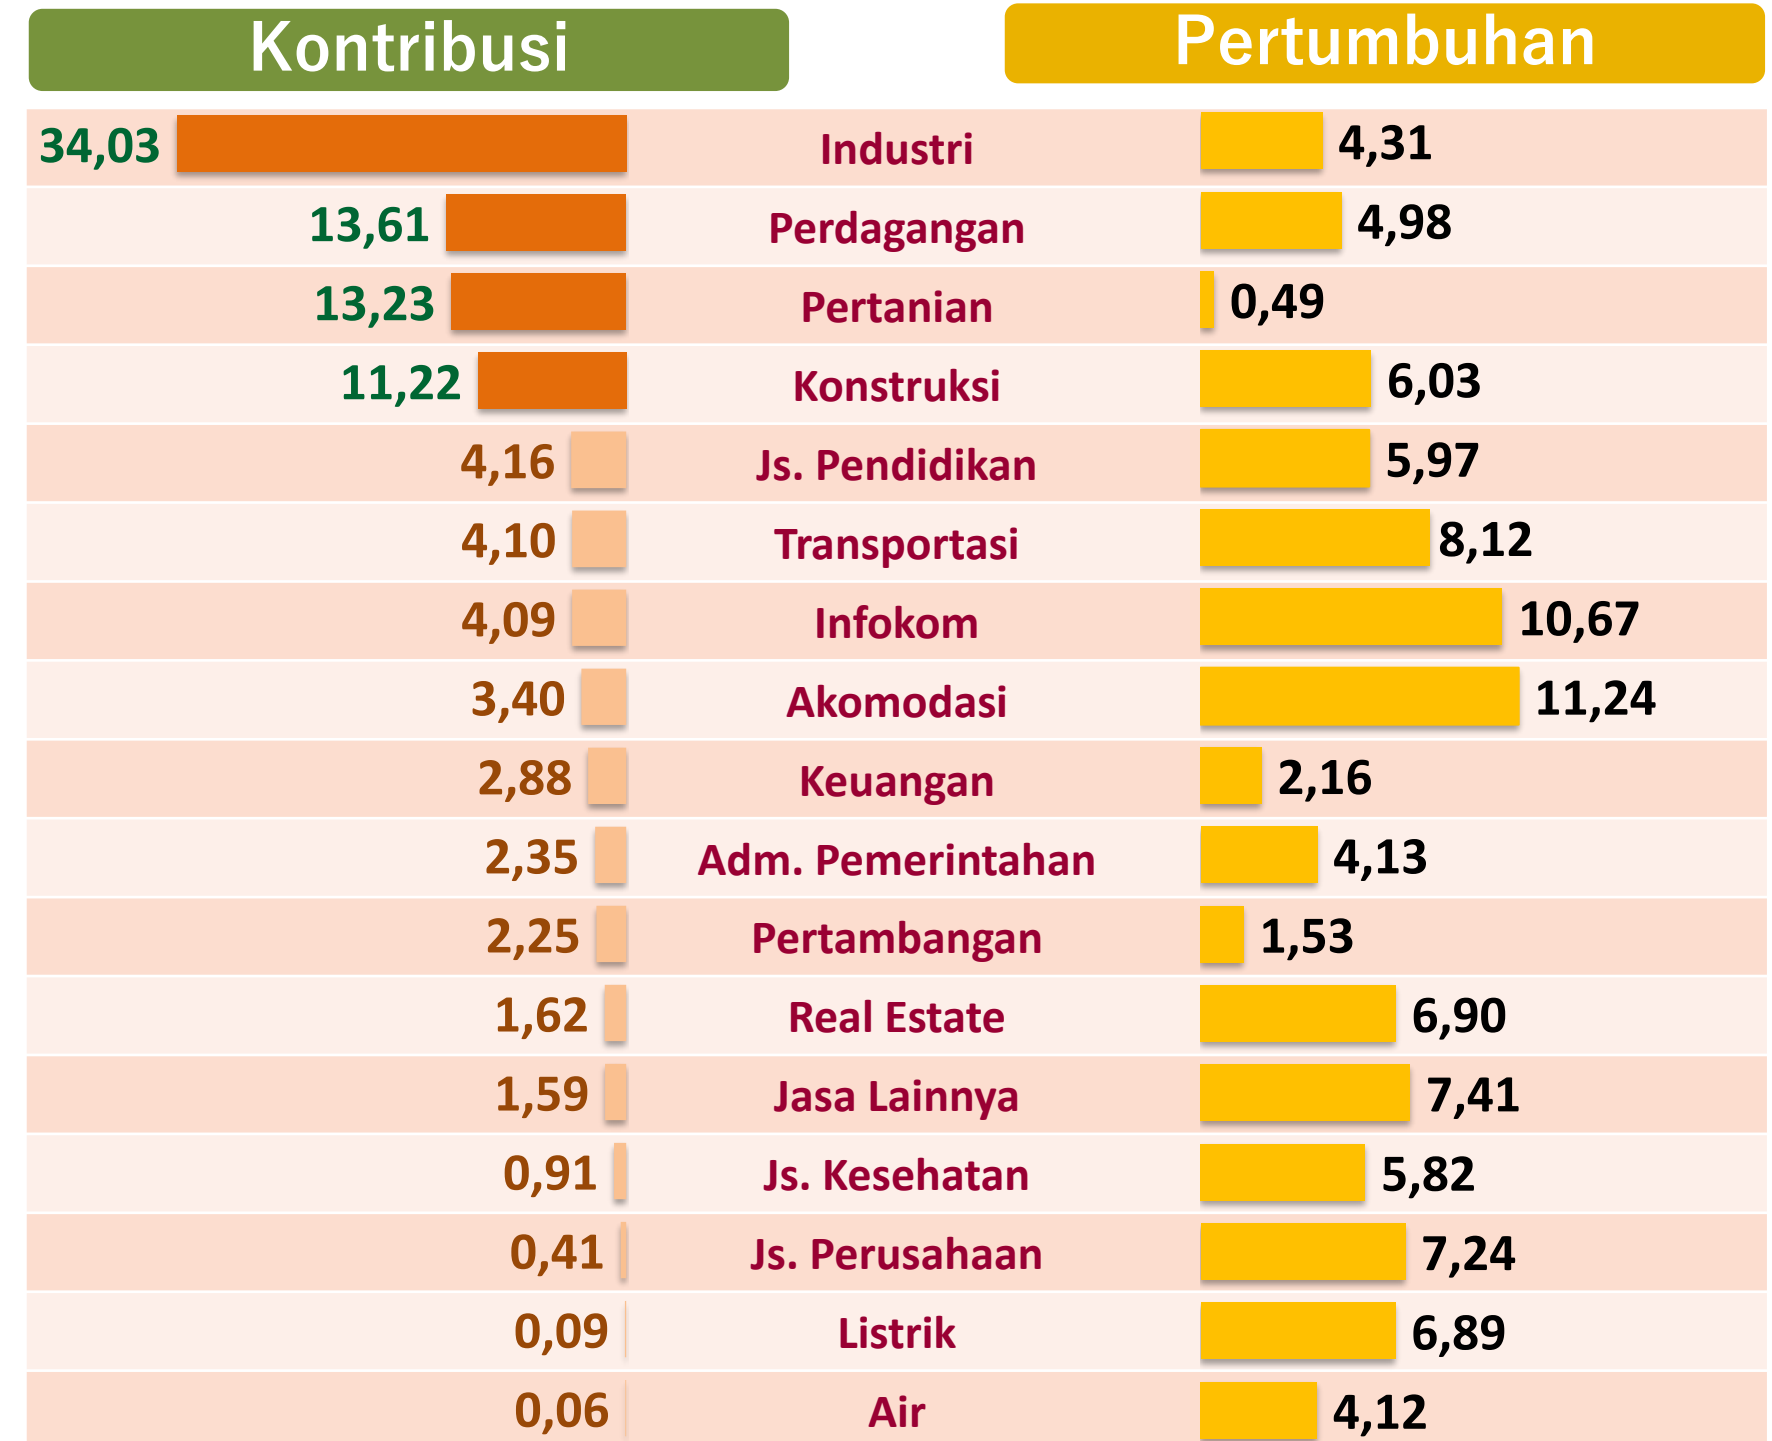 Kontribusi Pertumbuhan
34,03 Industri 4,31
13,61 Perdagangan 4,98
13,23 Pertanian 0,49
11,22 Konstruksi 6,03
4,16 Js. Pendidikan 5,97
4,10 Transportasi 8,12
4,09 Infokom 10,67
3,40 Akomodasi 11,24
2,88 Keuangan 2,16
2,35 Adm. Pemerintahan 4,13
2,25 Pertambangan 1,53
1,62 Real Estate 6,90
1,59 Jasa Lainnya 7,41
0,91 Js. Kesehatan 5,82
0,41 Js. Perusahaan 7,24
0,09 Listrik 6,89
0,06 Air 4,12